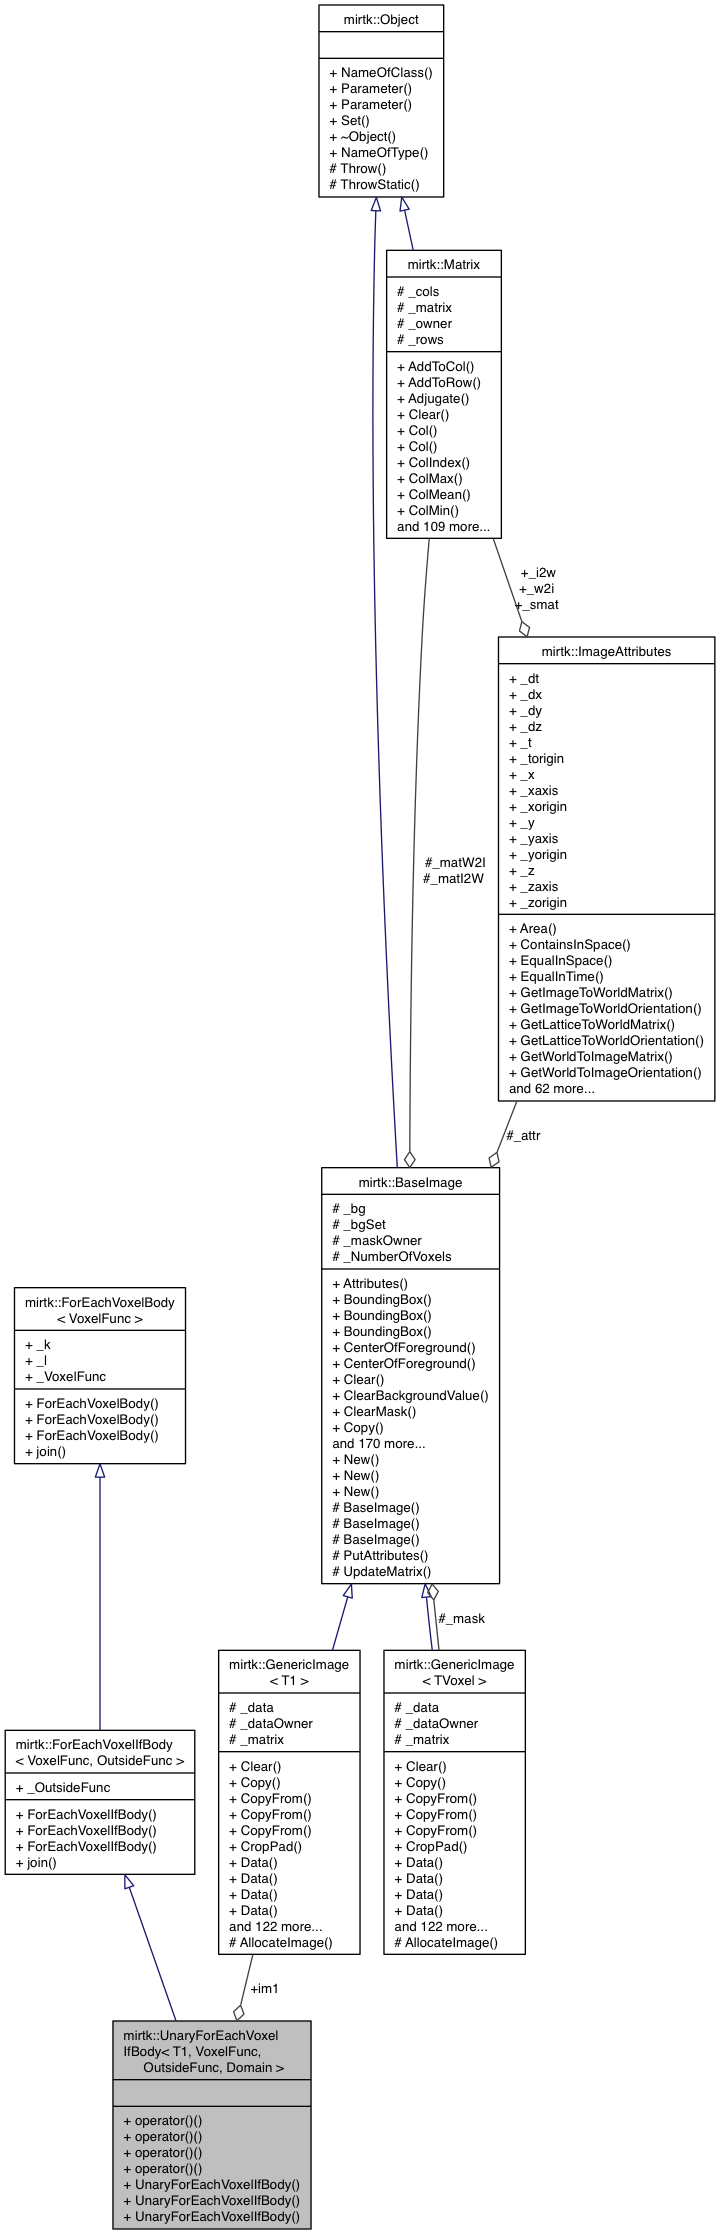 mirtk::Object
+ NameOfClass()
+ Parameter()
+ Parameter()
+ Set()
+ ~Object()
+ NameOfType()
# Throw()
# ThrowStatic()
mirtk::Matrix
# _cols
# _matrix
# _owner
# _rows
+ AddToCol()
+ AddToRow()
+ Adjugate()
+ Clear()
+ Col()
+ Col()
+ ColIndex()
+ ColMax()
+ ColMean()
+ ColMin()
and 109 more...
+_i2w
+_w2i
+_smat
mirtk::ImageAttributes
+ _dt
+ _dx
+ _dy
+ _dz
+ _t
+ _torigin
+ _x
+ _xaxis
+ _xorigin
+ _y
+ _yaxis
+ _yorigin
+ _z
+ _zaxis
+ _zorigin
+ Area()
+ ContainsInSpace()
+ EqualInSpace()
+ EqualInTime()
+ GetImageToWorldMatrix()
+ GetImageToWorldOrientation()
+ GetLatticeToWorldMatrix()
+ GetLatticeToWorldOrientation()
+ GetWorldToImageMatrix()
+ GetWorldToImageOrientation()
and 62 more...
#_matW2I
#_matI2W
#_attr
mirtk::BaseImage
# _bg
# _bgSet
# _maskOwner
# _NumberOfVoxels
+ Attributes()
+ BoundingBox()
+ BoundingBox()
+ BoundingBox()
+ CenterOfForeground()
+ CenterOfForeground()
+ Clear()
+ ClearBackgroundValue()
+ ClearMask()
+ Copy()
and 170 more...
+ New()
+ New()
+ New()
# BaseImage()
# BaseImage()
# BaseImage()
# PutAttributes()
# UpdateMatrix()
mirtk::ForEachVoxelBody
< VoxelFunc >
+ _k
+ _l
+ _VoxelFunc
+ ForEachVoxelBody()
+ ForEachVoxelBody()
+ ForEachVoxelBody()
+ join()
#_mask
mirtk::GenericImage
< T1 >
# _data
# _dataOwner
# _matrix
+ Clear()
+ Copy()
+ CopyFrom()
+ CopyFrom()
+ CopyFrom()
+ CropPad()
+ Data()
+ Data()
+ Data()
+ Data()
and 122 more...
# AllocateImage()
mirtk::GenericImage
< TVoxel >
# _data
# _dataOwner
# _matrix
+ Clear()
+ Copy()
+ CopyFrom()
+ CopyFrom()
+ CopyFrom()
+ CropPad()
+ Data()
+ Data()
+ Data()
+ Data()
and 122 more...
# AllocateImage()
mirtk::ForEachVoxelIfBody
< VoxelFunc, OutsideFunc >
+ _OutsideFunc
+ ForEachVoxelIfBody()
+ ForEachVoxelIfBody()
+ ForEachVoxelIfBody()
+ join()
+im1
mirtk::UnaryForEachVoxel
IfBody< T1, VoxelFunc,
OutsideFunc, Domain >
+ operator()()
+ operator()()
+ operator()()
+ operator()()
+ UnaryForEachVoxelIfBody()
+ UnaryForEachVoxelIfBody()
+ UnaryForEachVoxelIfBody()